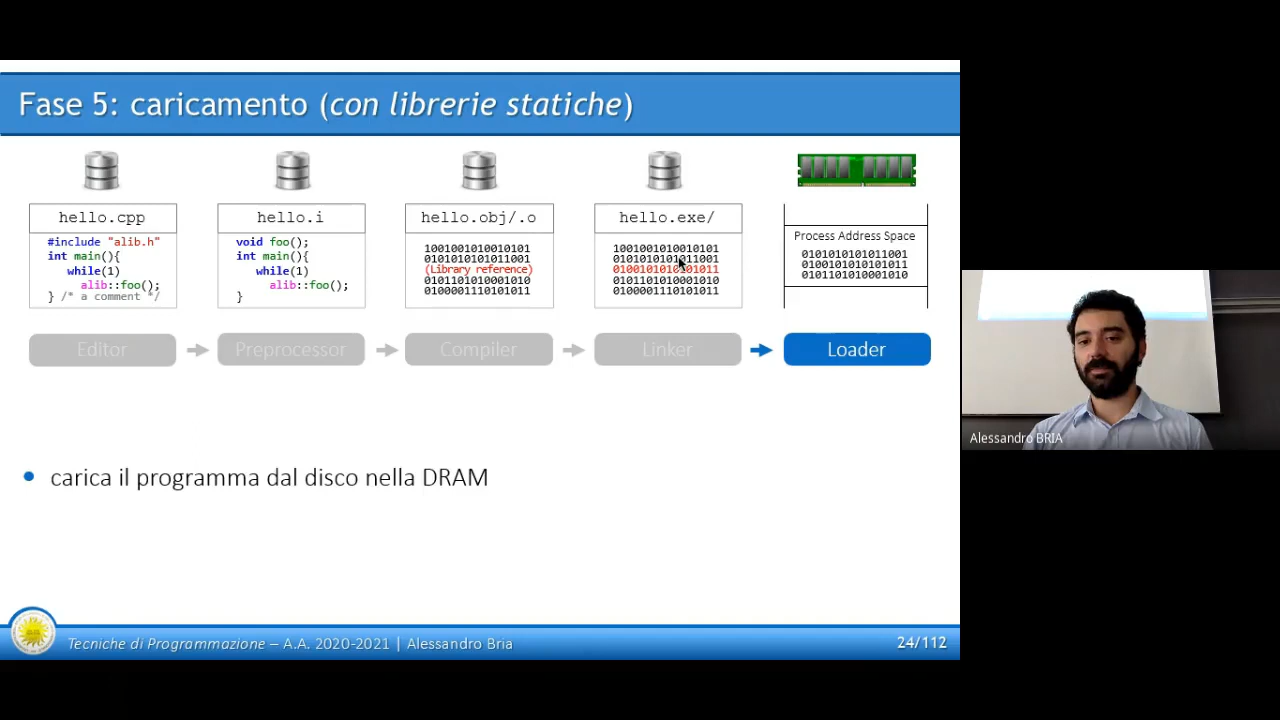 Fase 5: caricamento (con librerie statiche)
hello.cpp
#include "alib.h"
int main(){
while(1)
alib::foo();
} /* a comment */
hello.i
void foo();
int main(){
while(1)
alib::foo();
}
hello.obj/.o
1001001010010101
0101010101011001
(Library reference)
0101101010001010
0100001110101011
hello.exe/
1001001010010101
0101010101011001
0100101010101011
0101101010001010
0100001110101011
Process Address Space
0101010101011001
0100101010101011
0101101010001010
Editor
Preprocessor
Compiler
Linker
Loader
Alessandro BRIA
• carica il programma dal disco nella DRAM
Tecniche di Programmazione – A.A. 2020-2021 | Alessandro Bria
24/112